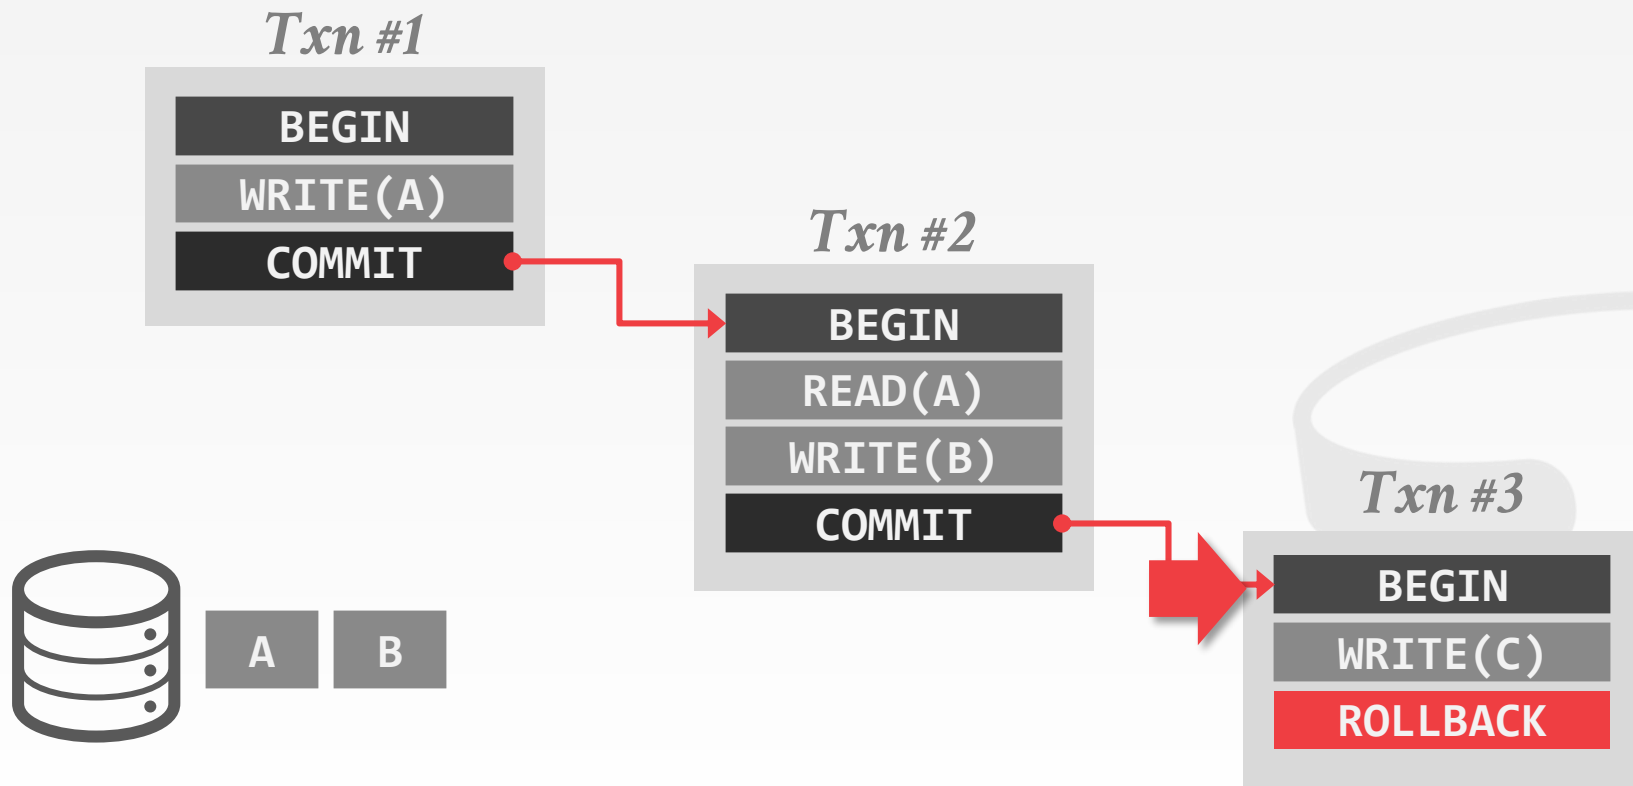 Txn #1
BEGIN
WRITE(A)
COMMIT
Txn #2
BEGIN
READ(A)
WRITE(B)
COMMIT
Txn #3
BEGIN
WRITE(C)
ROLLBACK
A B